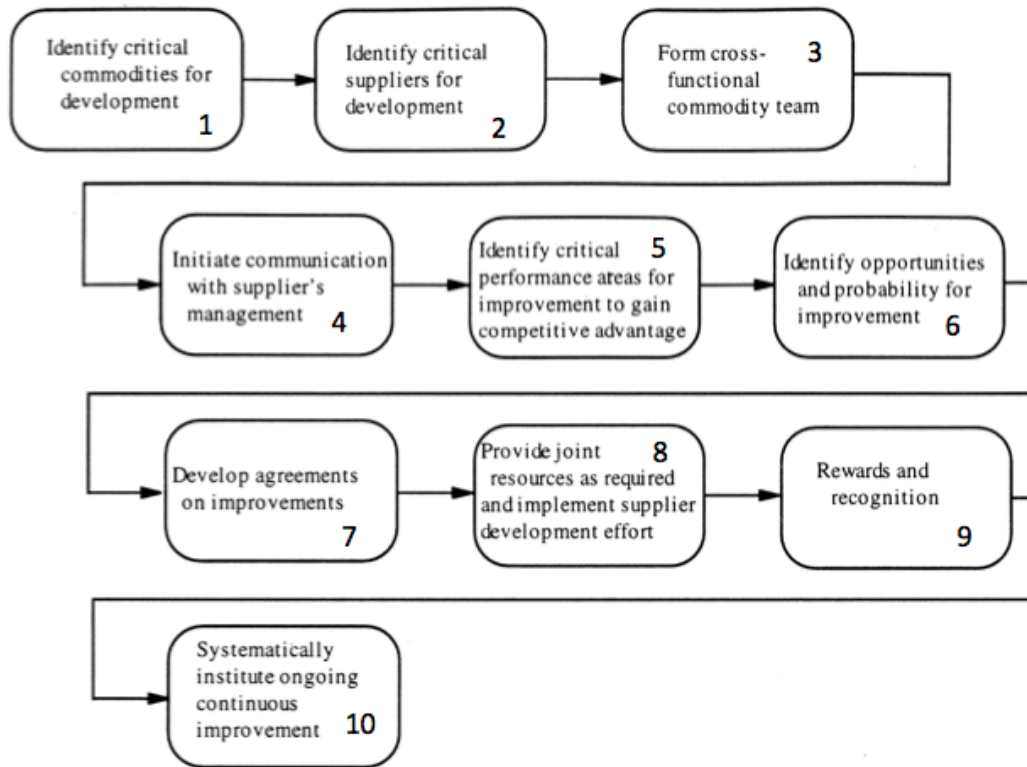 Identify critical
commodities for
development
1
Identify critical
suppliers for
development
2
Form cross-
functional
commodity team
3
Initiate communication
with supplier's
management
4
Identify critical
performance areas for
improvement to gain
competitive advantage
5
Identify opportunities
and probability for
improvement
6
Develop agreements
on improvements
7
Provide joint
resources as required
and implement supplier
development effort
8
Rewards and
recognition
9
Systematically
institute ongoing
continuous
improvement
10